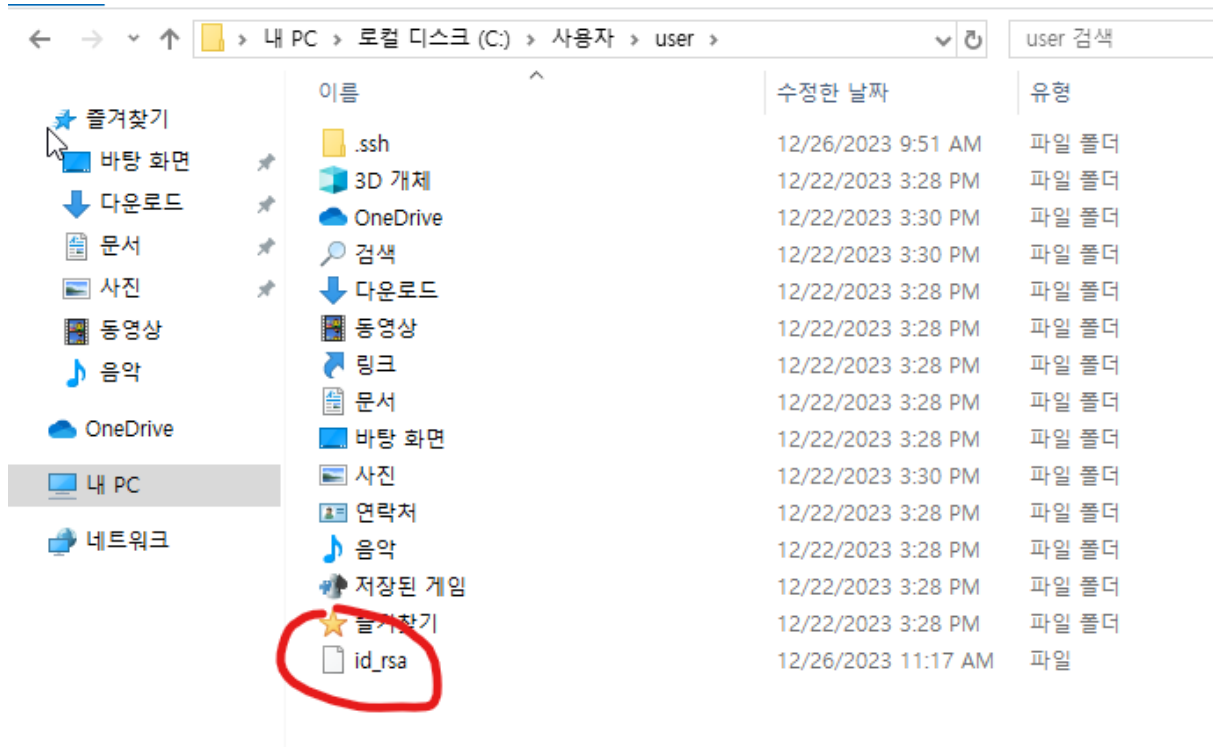 내 PC > 로컬 디스크 (C:) > 사용자 > user >
user 검색
이름 수정한 날짜 유형
즐겨찾기
바탕 화면
다운로드
문서
사진
동영상
음악
OneDrive
내 PC
네트워크
.ssh 12/26/2023 9:51 AM 파일 폴더
3D 개체 12/22/2023 3:28 PM 파일 폴더
OneDrive 12/22/2023 3:30 PM 파일 폴더
검색 12/22/2023 3:30 PM 파일 폴더
다운로드 12/22/2023 3:28 PM 파일 폴더
동영상 12/22/2023 3:28 PM 파일 폴더
링크 12/22/2023 3:28 PM 파일 폴더
문서 12/22/2023 3:28 PM 파일 폴더
바탕 화면 12/22/2023 3:28 PM 파일 폴더
사진 12/22/2023 3:30 PM 파일 폴더
연락처 12/22/2023 3:28 PM 파일 폴더
음악 12/22/2023 3:28 PM 파일 폴더
저장된 게임 12/22/2023 3:28 PM 파일 폴더
즐겨찾기 12/22/2023 3:28 PM 파일 폴더
id_rsa 12/26/2023 11:17 AM 파일